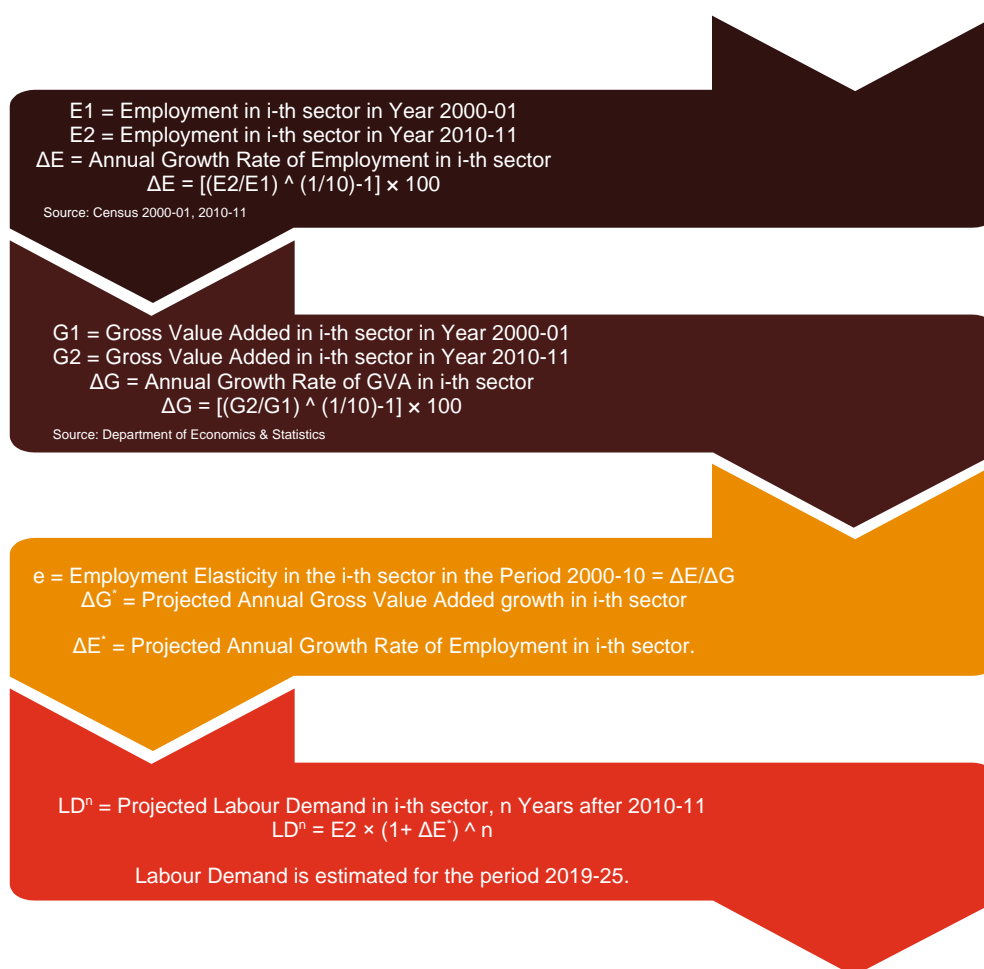 E1 = Employment in i-th sector in Year 2000-01
E2 = Employment in i-th sector in Year 2010-11
ΔE = Annual Growth Rate of Employment in i-th sector
ΔE = [(E2/E1) ^ (1/10)-1] × 100
Source: Census 2000-01, 2010-11
G1 = Gross Value Added in i-th sector in Year 2000-01
G2 = Gross Value Added in i-th sector in Year 2010-11
ΔG = Annual Growth Rate of GVA in i-th sector
ΔG = [(G2/G1) ^ (1/10)-1] × 100
Source: Department of Economics & Statistics
e = Employment Elasticity in the i-th sector in the Period 2000-10 = ΔE/ΔG
ΔG* = Projected Annual Gross Value Added growth in i-th sector
ΔE* = Projected Annual Growth Rate of Employment in i-th sector.
LDⁿ = Projected Labour Demand in i-th sector, n Years after 2010-11
LDⁿ = E2 × (1+ ΔE*) ^ n
Labour Demand is estimated for the period 2019-25.